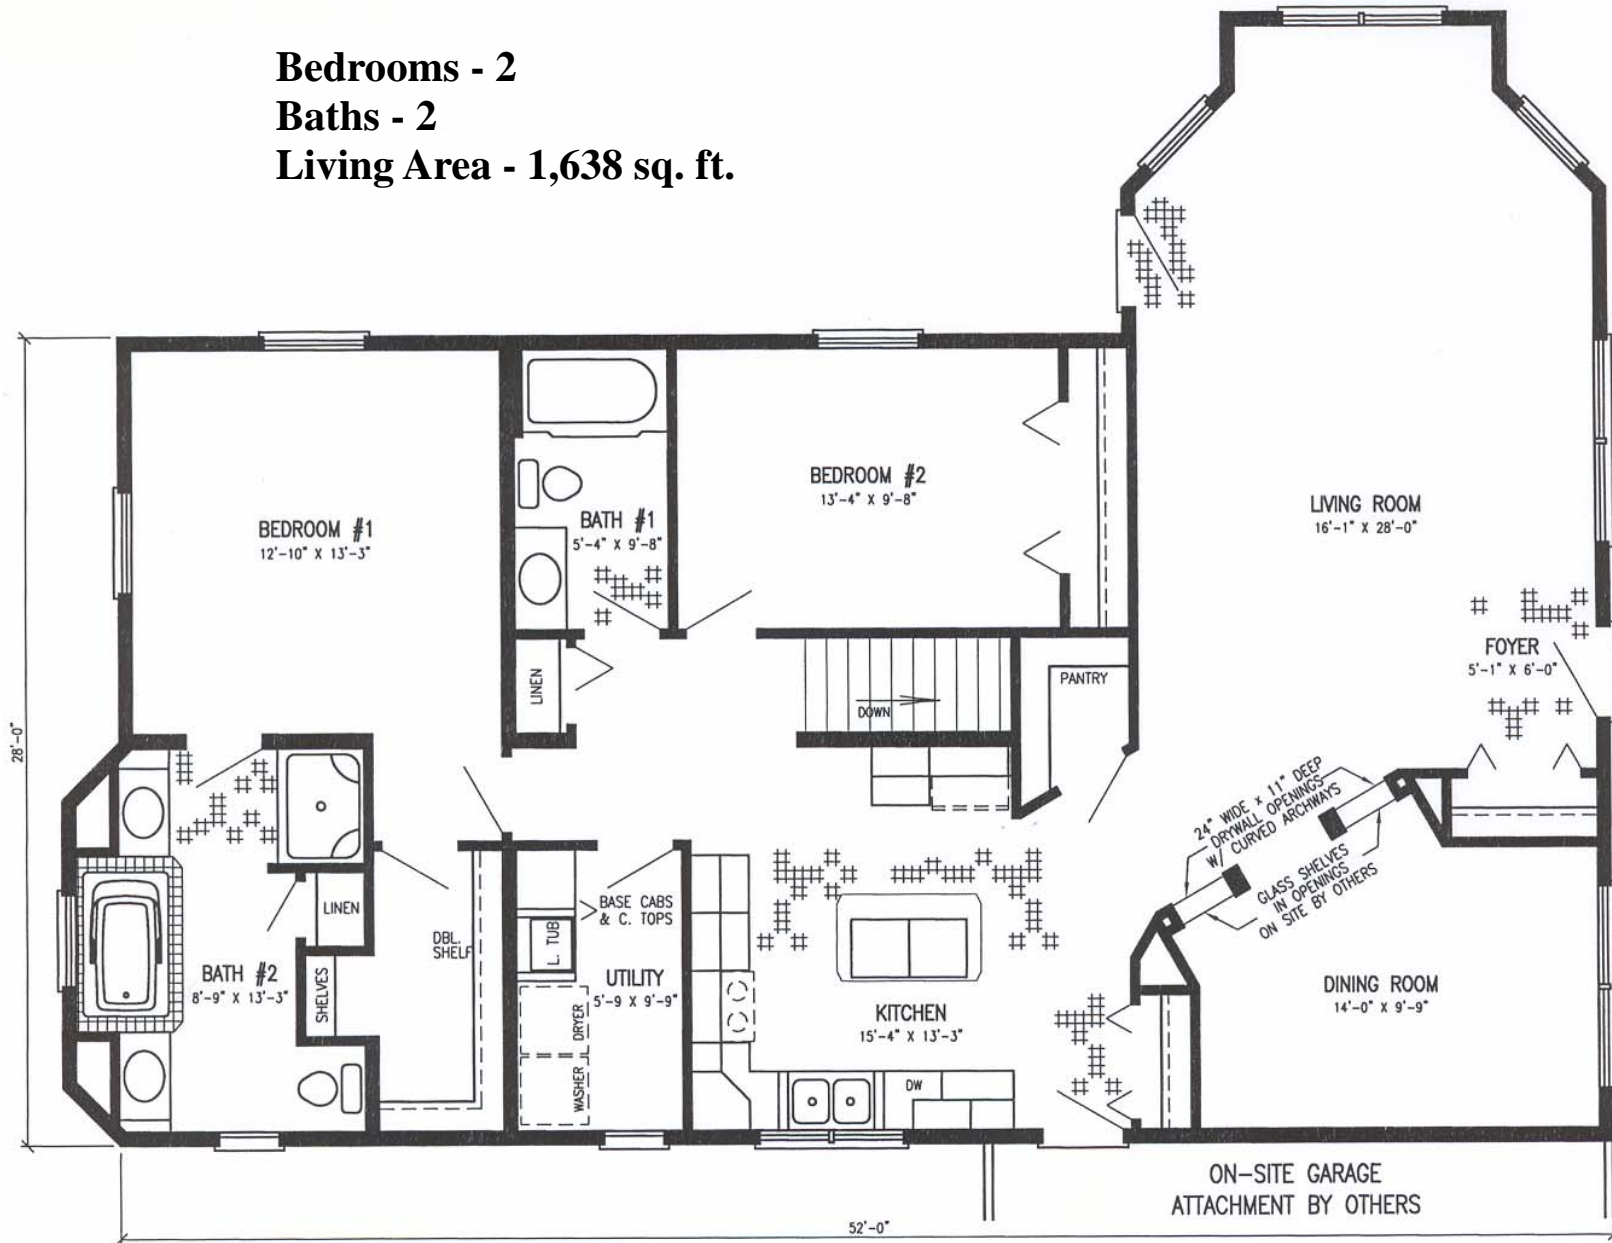 Bedrooms - 2
Baths - 2
Living Area - 1,638 sq. ft.
BEDROOM #1
12'-10" X 13'-3"
BATH #1
5'-4" X 9'-8"
BEDROOM #2
13'-4" X 9'-8"
LIVING ROOM
16'-1" X 28'-0"
FOYER
5'-1" X 6'-0"
LINEN
DOWN
PANTRY
28'-0"
24" WIDE x 11" DEEP
DRYWALL OPENINGS
W/ CURVED ARCHWAYS
GLASS SHELVES
IN OPENINGS
ON SITE BY OTHERS
LINEN
BATH #2
8'-9" X 13'-3"
SHELVES
DBL.
SHELF
BASE CABS
& C. TOPS
L. TUB
UTILITY
5'-9 X 9'-9"
DRYER
WASHER
KITCHEN
15'-4" X 13'-3"
DW
DINING ROOM
14'-0" X 9'-9"
ON-SITE GARAGE
ATTACHMENT BY OTHERS
52'-0"